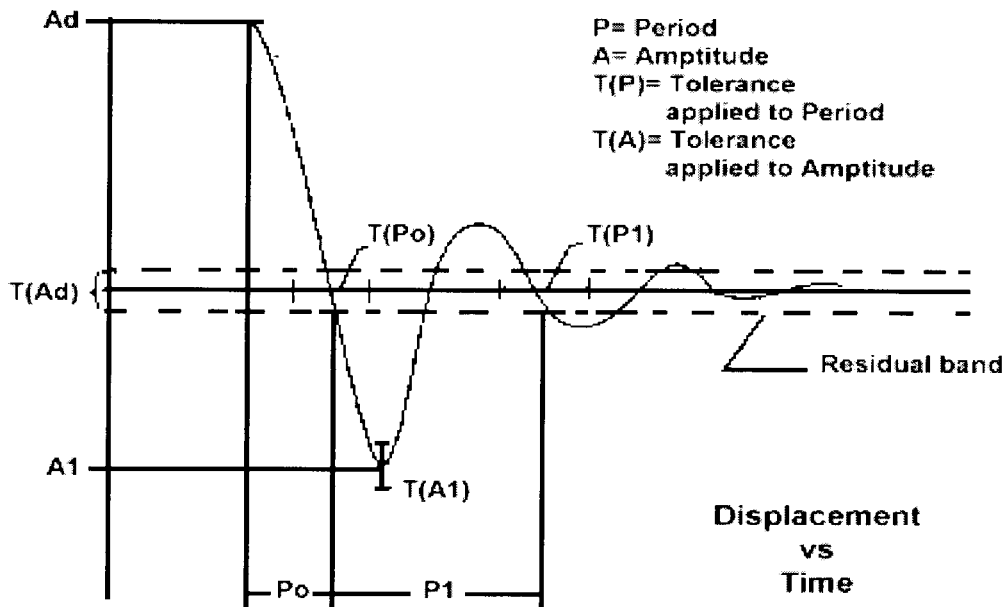 Ad
P= Period
A= Amptitude
T(P)= Tolerance
applied to Period
T(A)= Tolerance
applied to Amptitude
T(Po)
T(P1)
T(Ad)
Residual band
A1
T(A1)
Displacement
vs
Time
Po
P1